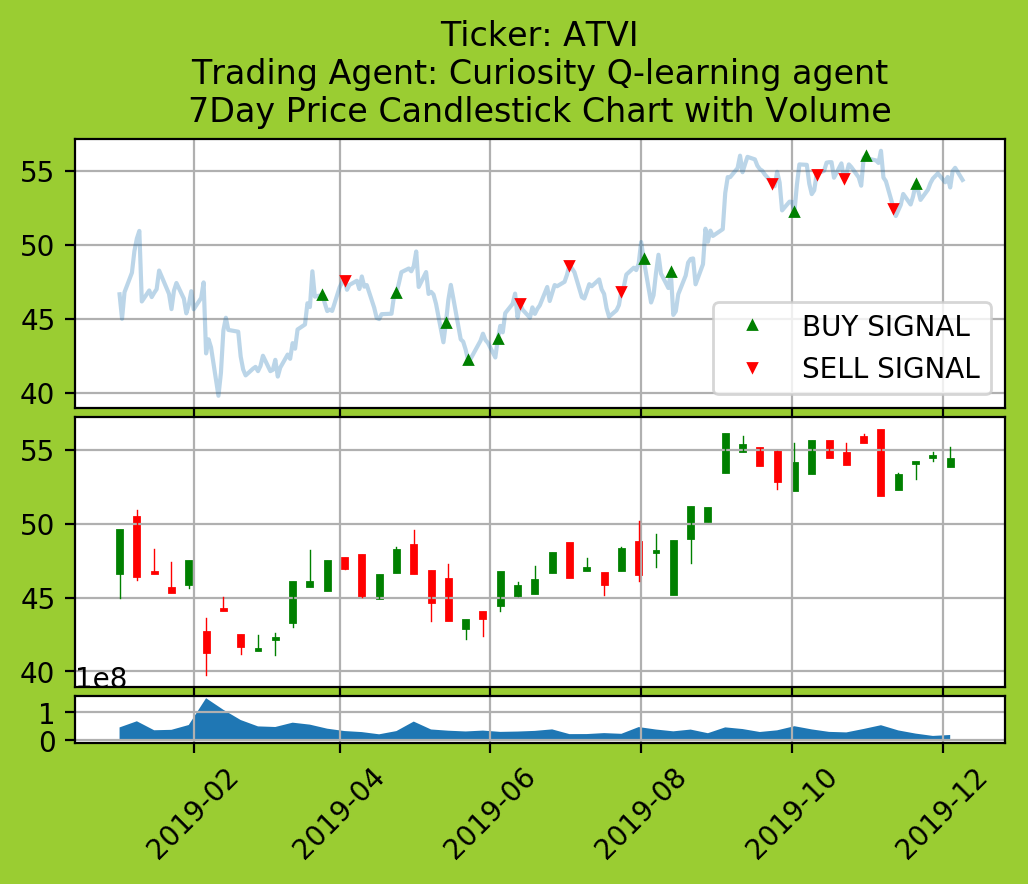 Ticker: ATVI
Trading Agent: Curiosity Q-learning agent
7Day Price Candlestick Chart with Volume
55
50
45
40
BUY SIGNAL
SELL SIGNAL
55
50
45
40
1e8
1
0
2019-02
2019-04
2019-06
2019-08
2019-10
2019-12